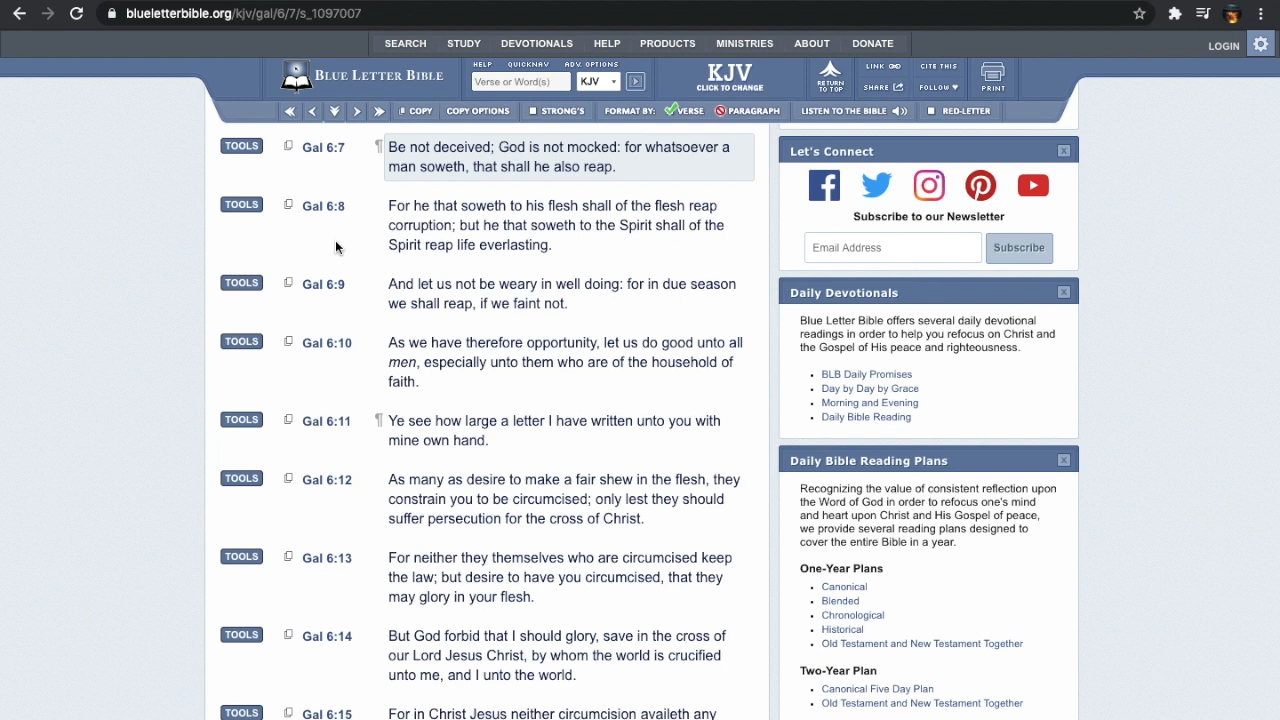 blueletterbible.org/kjv/gal/6/7/s_1097007
SEARCH STUDY DEVOTIONALS HELP PRODUCTS MINISTRIES ABOUT DONATE
LOGIN
BLUE LETTER BIBLE
HELP QUICKNAV ADV. OPTIONS
Verse or Word(s) KJV
KJV
CLICK TO CHANGE
RETURN
TO TOP
LINK CITE THIS
SHARE FOLLOW
PRINT
COPY COPY OPTIONS STRONG'S FORMAT BY: VERSE PARAGRAPH LISTEN TO THE BIBLE RED-LETTER
TOOLS Gal 6:7 ¶ Be not deceived; God is not mocked: for whatsoever a
man soweth, that shall he also reap.
TOOLS Gal 6:8 For he that soweth to his flesh shall of the flesh reap
corruption; but he that soweth to the Spirit shall of the
Spirit reap life everlasting.
TOOLS Gal 6:9 And let us not be weary in well doing: for in due season
we shall reap, if we faint not.
TOOLS Gal 6:10 As we have therefore opportunity, let us do good unto all
men, especially unto them who are of the household of
faith.
TOOLS Gal 6:11 ¶ Ye see how large a letter I have written unto you with
mine own hand.
TOOLS Gal 6:12 As many as desire to make a fair shew in the flesh, they
constrain you to be circumcised; only lest they should
suffer persecution for the cross of Christ.
TOOLS Gal 6:13 For neither they themselves who are circumcised keep
the law; but desire to have you circumcised, that they
may glory in your flesh.
TOOLS Gal 6:14 But God forbid that I should glory, save in the cross of
our Lord Jesus Christ, by whom the world is crucified
unto me, and I unto the world.
TOOLS Gal 6:15 For in Christ Jesus neither circumcision availeth any
Let's Connect
Subscribe to our Newsletter
Email Address Subscribe
Daily Devotionals
Blue Letter Bible offers several daily devotional
readings in order to help you refocus on Christ and
the Gospel of His peace and righteousness.
BLB Daily Promises
Day by Day by Grace
Morning and Evening
Daily Bible Reading
Daily Bible Reading Plans
Recognizing the value of consistent reflection upon
the Word of God in order to refocus one's mind
and heart upon Christ and His Gospel of peace,
we provide several reading plans designed to
cover the entire Bible in a year.
One-Year Plans
Canonical
Blended
Chronological
Historical
Old Testament and New Testament Together
Two-Year Plan
Canonical Five Day Plan
Old Testament and New Testament Together